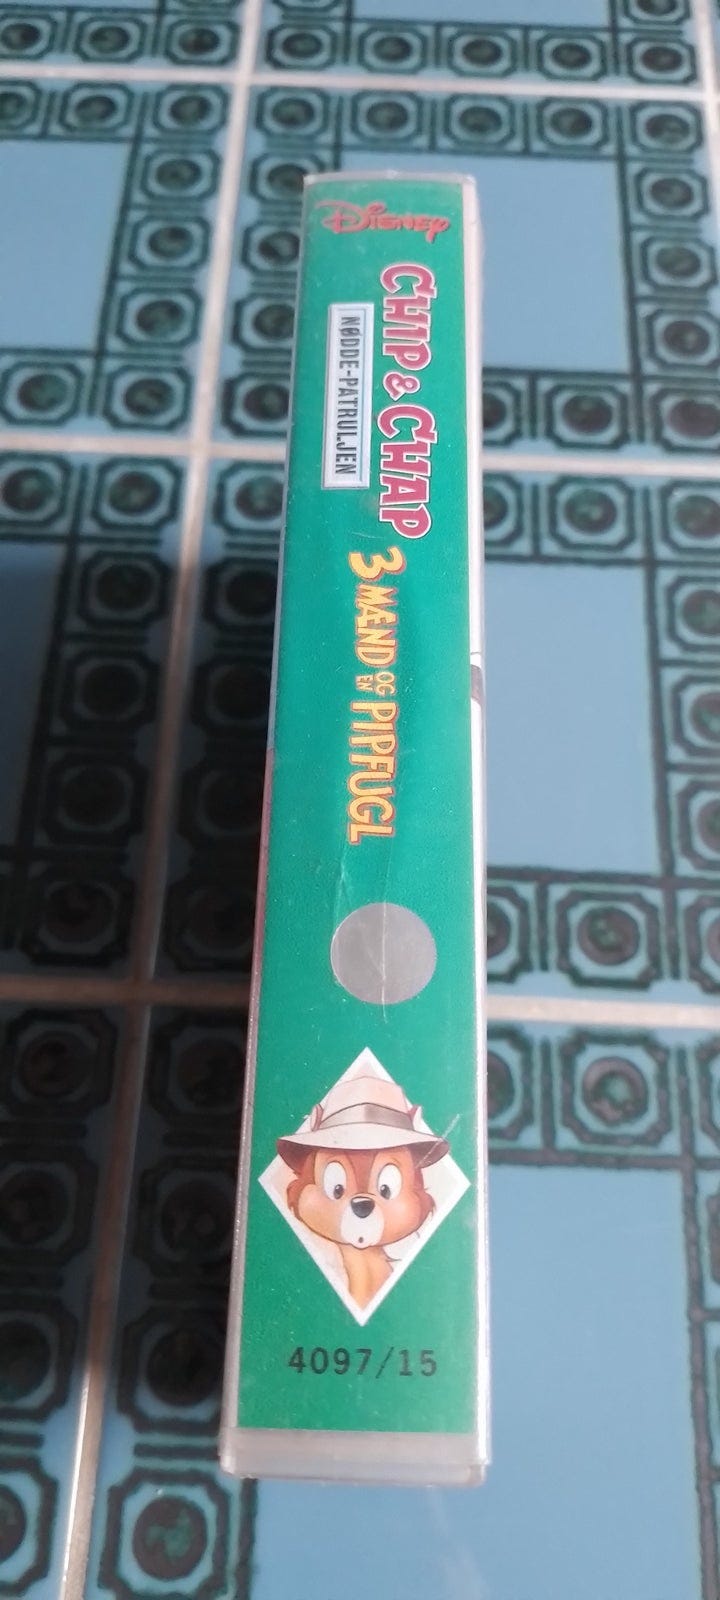 DISNEY
CHIP & CHAP
NØDDE-PATRULJEN
3 MÆND OG EN PIPFUGL
4097/15